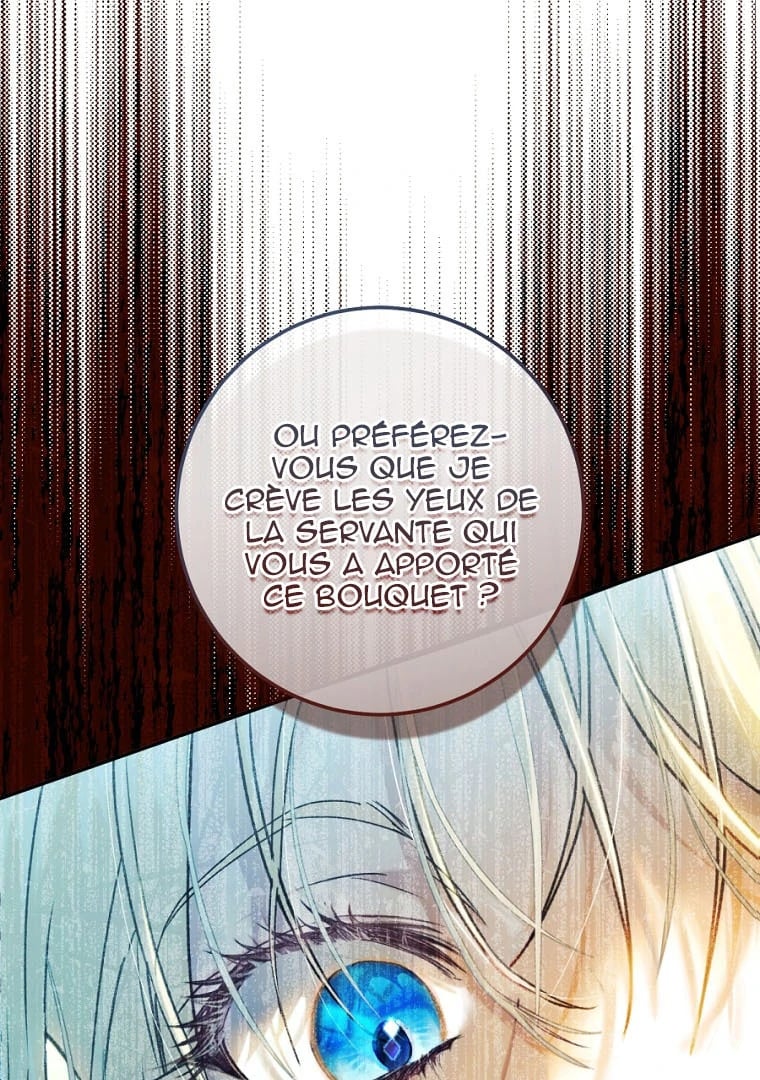 OU PRÉFÉREZ-
VOUS QUE JE
CRÈVE LES YEUX DE
LA SERVANTE QUI
VOUS A APPORTÉ
CE BOUQUET ?